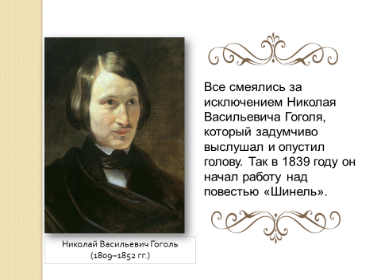 Все смеялись за
исключением Николая
Васильевича Гоголя,
который задумчиво
выслушал и опустил
голову. Так в 1839 году он
начал работу над
повестью «Шинель».
Николай Васильевич Гоголь
(1809–1852 гг.)